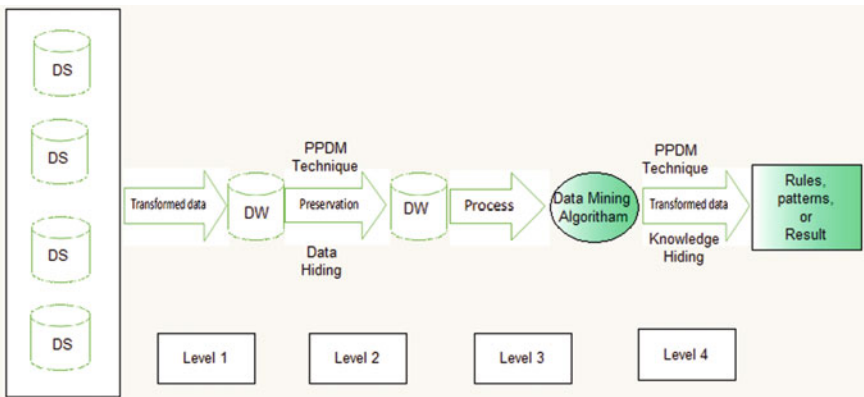 DS
DS
DS
DS
Transformed data
DW
PPDM
Technique
Preservation
Data
Hiding
DW
Process
Data Mining
Algoritham
PPDM
Technique
Transformed data
Knowledge
Hiding
Rules,
patterns,
or
Result
Level 1
Level 2
Level 3
Level 4